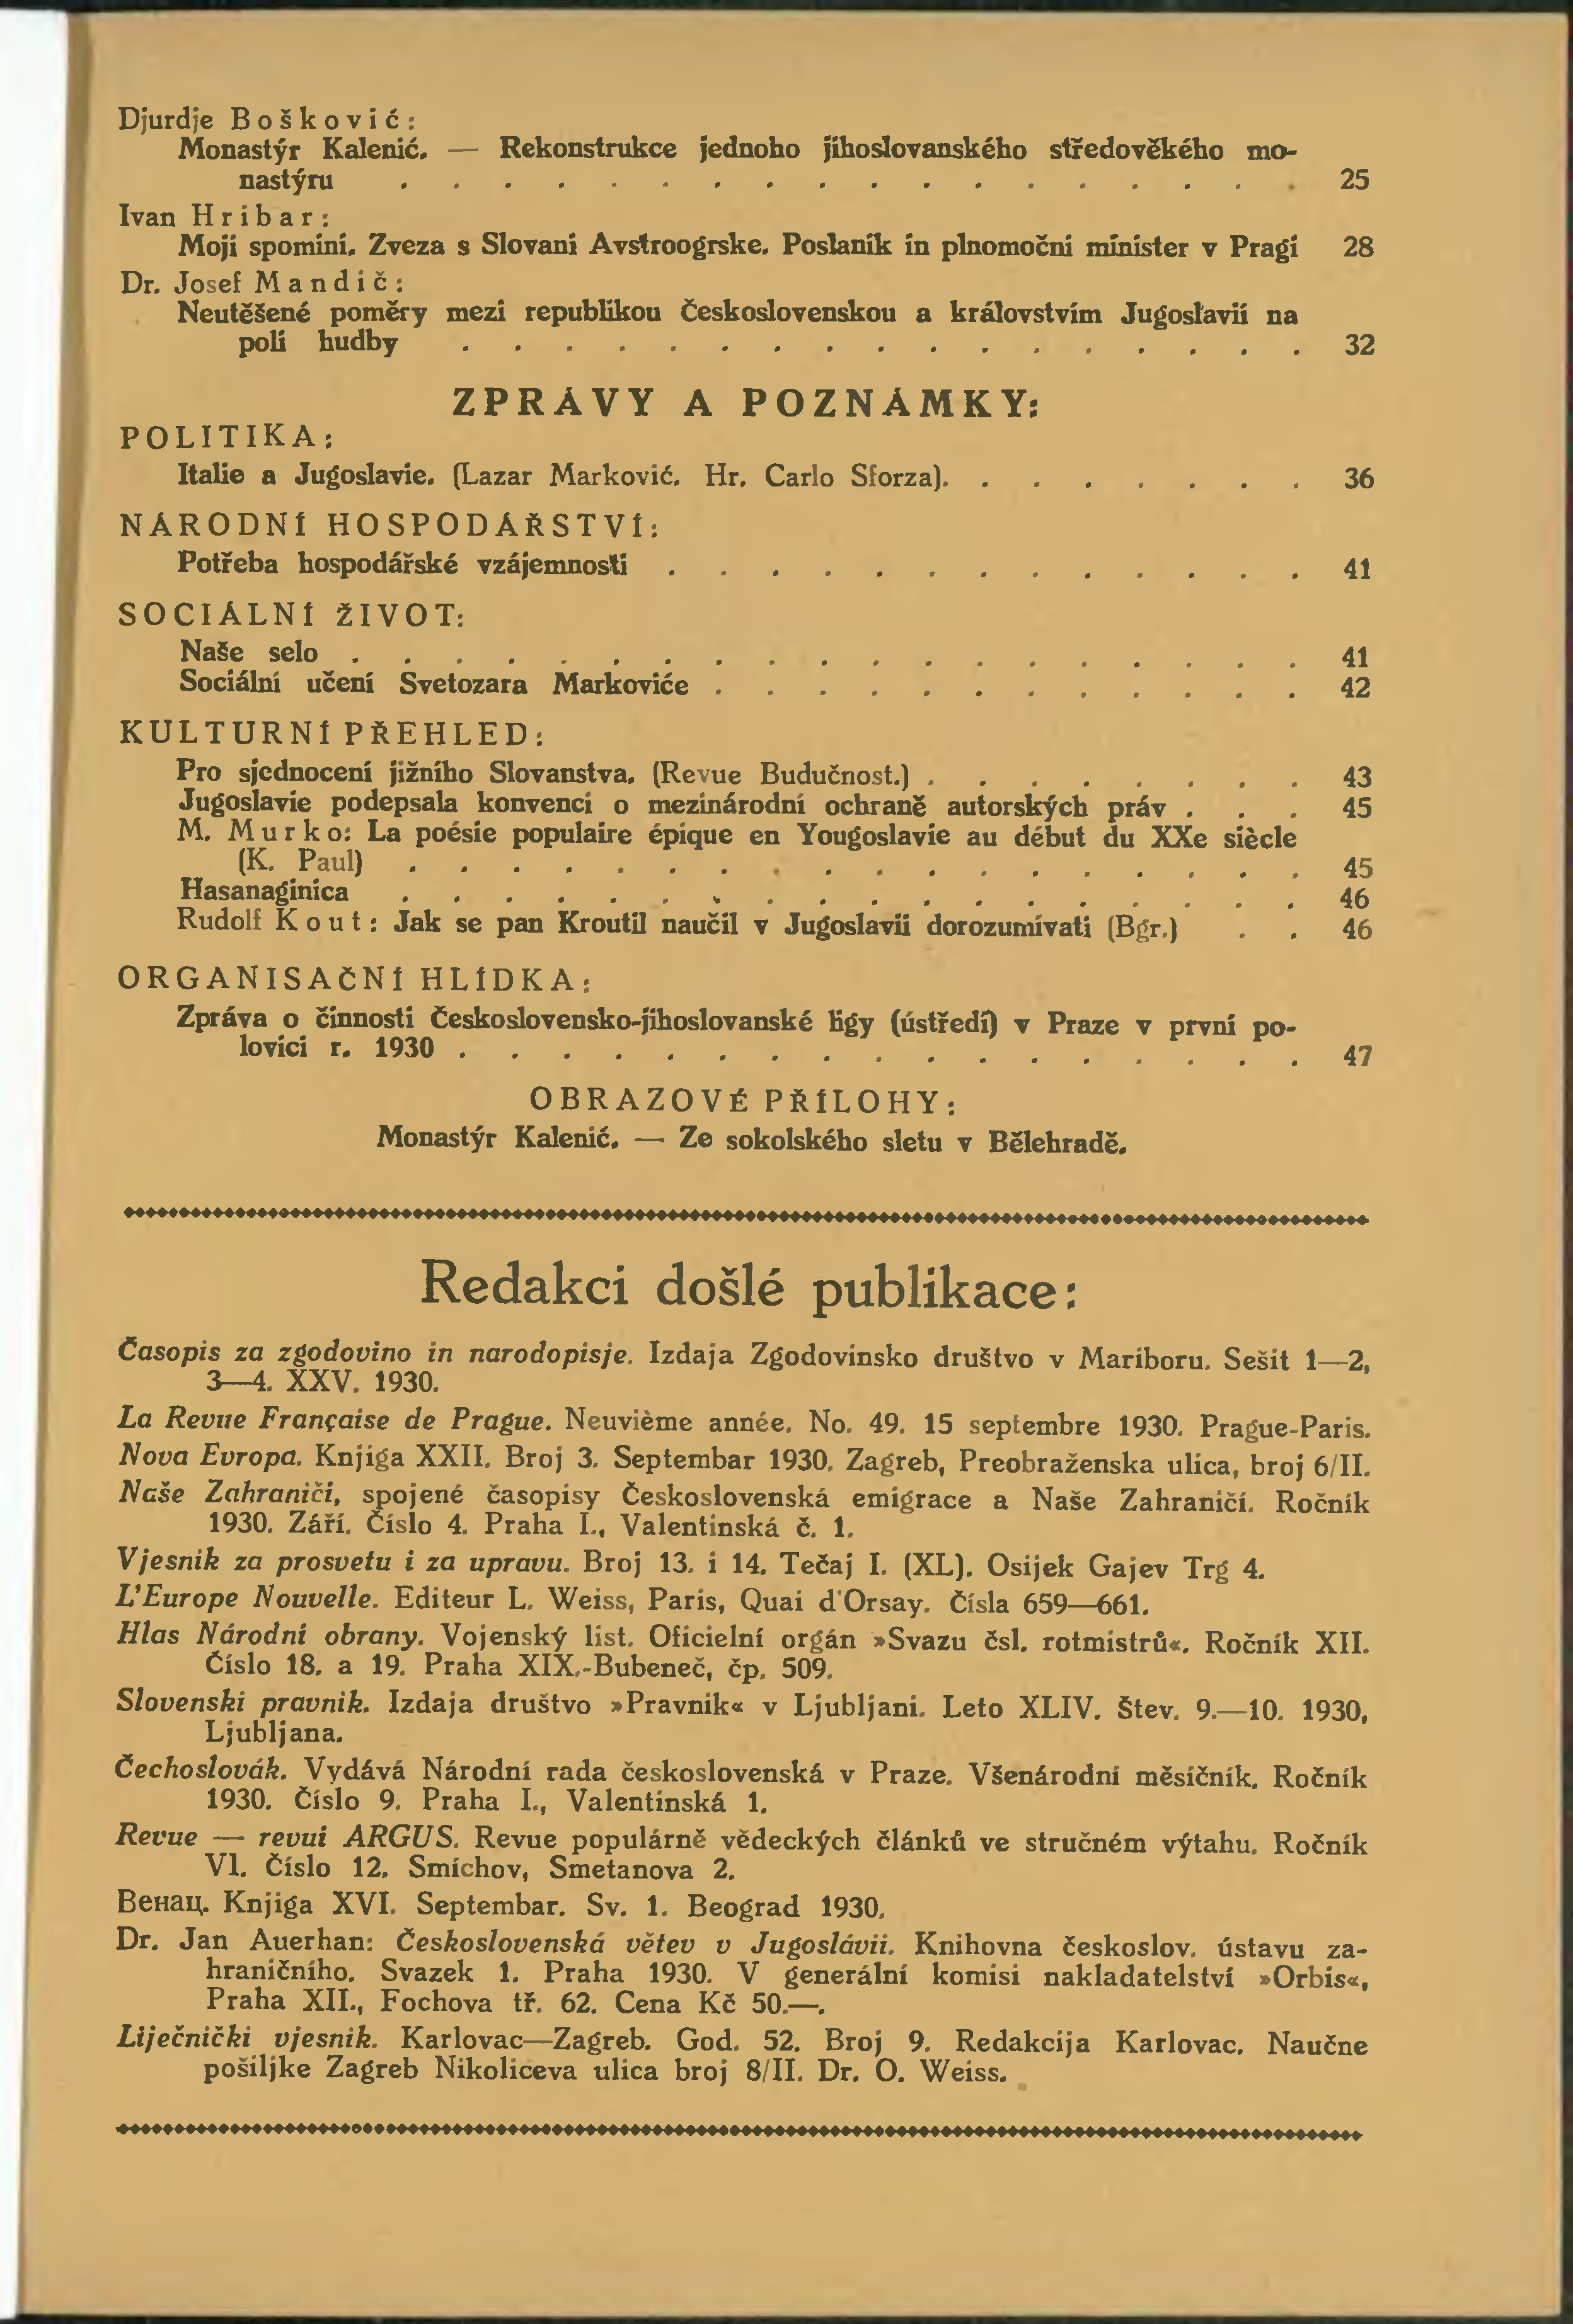 Djurdje Bošković:
Monastýr Kalenić. — Rekonstrukce jednoho jihoslovanského středověkého mo-
nastýru . . . . . . . . . . . . . . . . . . 25
Ivan Hribar:
Moji spomini. Zveza s Slovani Avstroogrske. Poslanik in plnomočni minister v Pragi 28
Dr. Josef Mandič:
Neutěšené poměry mezi republikou Československou a královstvím Jugoslavií na
poli hudby . . . . . . . . . . . . . . . . . 32
ZPRÁVY A POZNÁMKY:
POLITIKA:
Italie a Jugoslavie. (Lazar Marković. Hr. Carlo Sforza). . . . . . . . 36
NÁRODNÍ HOSPODÁŘSTVÍ:
Potřeba hospodářské vzájemnosti . . . . . . . . . . . . . 41
SOCIÁLNÍ ŽIVOT:
Naše selo . . . . . . . . . . . . . . . . . . . 41
Sociální učení Svetozara Markoviće . . . . . . . . . . . . 42
KULTURNÍ PŘEHLED:
Pro sjednocení jižního Slovanstva. (Revue Budučnost.) . . . . . . . . 43
Jugoslavie podepsala konvenci o mezinárodní ochraně autorských práv . . . 45
M. Murko: La poésie populaire épique en Yougoslavie au début du XXe siècle
(K. Paul) . . . . . . . . . . . . . . . . . . 45
Hasanaginica . . . . . . . . . . . . . . . . . . 46
Rudolf Kout: Jak se pan Kroutil naučil v Jugoslavii dorozumívati (Bgr.) . . 46
ORGANISAČNÍ HLÍDKA:
Zpráva o činnosti Československo-jihoslovanské ligy (ústředí) v Praze v první po-
lovici r. 1930 . . . . . . . . . . . . . . . . . 47
OBRAZOVÉ PŘÍLOHY:
Monastýr Kalenić. — Ze sokolského sletu v Bělehradě.
Redakci došlé publikace:
Časopis za zgodovino in narodopisje. Izdaja Zgodovinsko društvo v Mariboru. Sešit 1—2,
3—4. XXV. 1930.
La Revue Française de Prague. Neuvième année. No. 49. 15 septembre 1930. Prague-Paris.
Nova Evropa. Knjiga XXII. Broj 3. Septembar 1930. Zagreb, Preobraženska ulica, broj 6/II.
Naše Zahraničí, spojené časopisy Československá emigrace a Naše Zahraničí. Ročník
1930. Září. Číslo 4. Praha I., Valentinská č. 1.
Vjesnik za prosvetu i za upravu. Broj 13. i 14. Tečaj I. (XL). Osijek Gajev Trg 4.
L'Europe Nouvelle. Editeur L. Weiss, Paris, Quai d'Orsay. Čísla 659—661.
Hlas Národní obrany. Vojenský list. Oficielní orgán »Svazu čsl. rotmistrů«. Ročník XII.
Číslo 18. a 19. Praha XIX.-Bubeneč, čp. 509.
Slovenski pravnik. Izdaja društvo »Pravnik« v Ljubljani. Leto XLIV. Štev. 9.—10. 1930,
Ljubljana.
Čechoslovák. Vydává Národní rada československá v Praze. Všenárodní měsíčník. Ročník
1930. Číslo 9. Praha I., Valentinská 1.
Revue — revuí ARGUS. Revue populárně vědeckých článků ve stručném výtahu. Ročník
VI. Číslo 12. Smíchov, Smetanova 2.
Венац. Knjiga XVI. Septembar. Sv. 1. Beograd 1930.
Dr. Jan Auerhan: Československá větev v Jugoslávii. Knihovna českoslov. ústavu za-
hraničního. Svazek 1. Praha 1930. V generální komisi nakladatelství »Orbis«,
Praha XII., Fochova tř. 62. Cena Kč 50.—.
Liječnički vjesnik. Karlovac—Zagreb. God. 52. Broj 9. Redakcija Karlovac. Naučne
pošiljke Zagreb Nikoliceva ulica broj 8/II. Dr. O. Weiss.